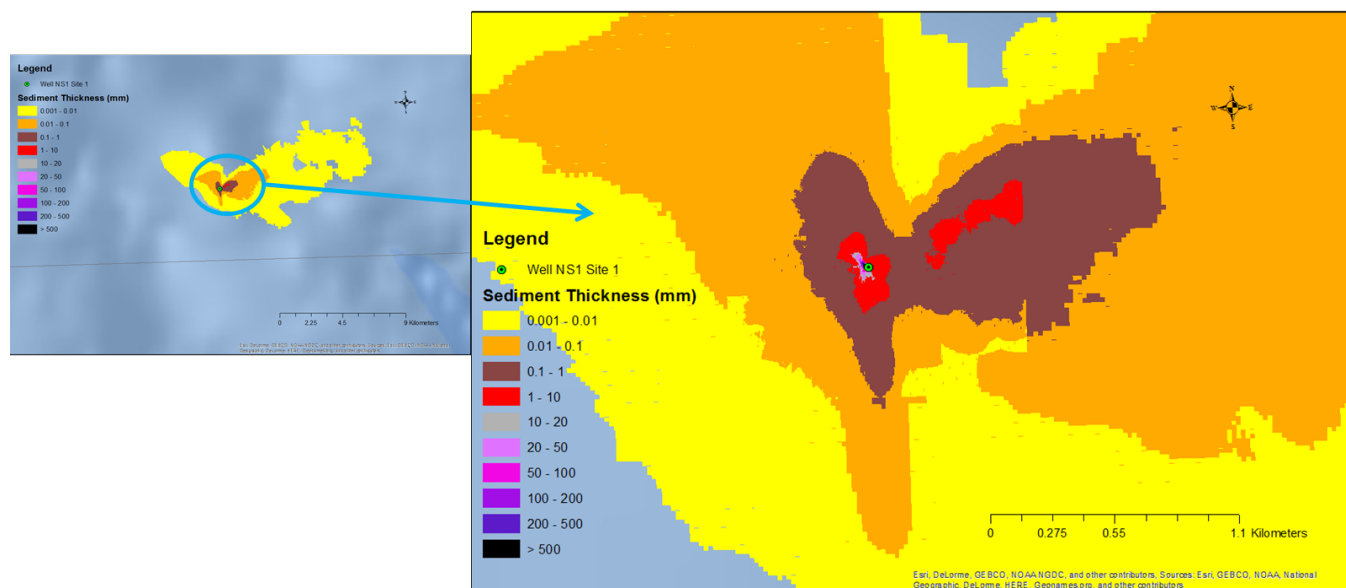 Legend
Well NS1 Site 1
Sediment Thickness (mm)
0.001 - 0.01
0.01 - 0.1
0.1 - 1
1 - 10
10 - 20
20 - 50
50 - 100
100 - 200
200 - 500
> 500
0 2.25 4.5 9 Kilometers
N
W E
S
Legend
Well NS1 Site 1
Sediment Thickness (mm)
0.001 - 0.01
0.01 - 0.1
0.1 - 1
1 - 10
10 - 20
20 - 50
50 - 100
100 - 200
200 - 500
> 500
0 0.275 0.55 1.1 Kilometers
Esri, DeLorme, GEBCO, NOAA NGDC, and other contributors, Sources: Esri, GEBCO, NOAA, National
Geographic, DeLorme, HERE, Geonames.org, and other contributors